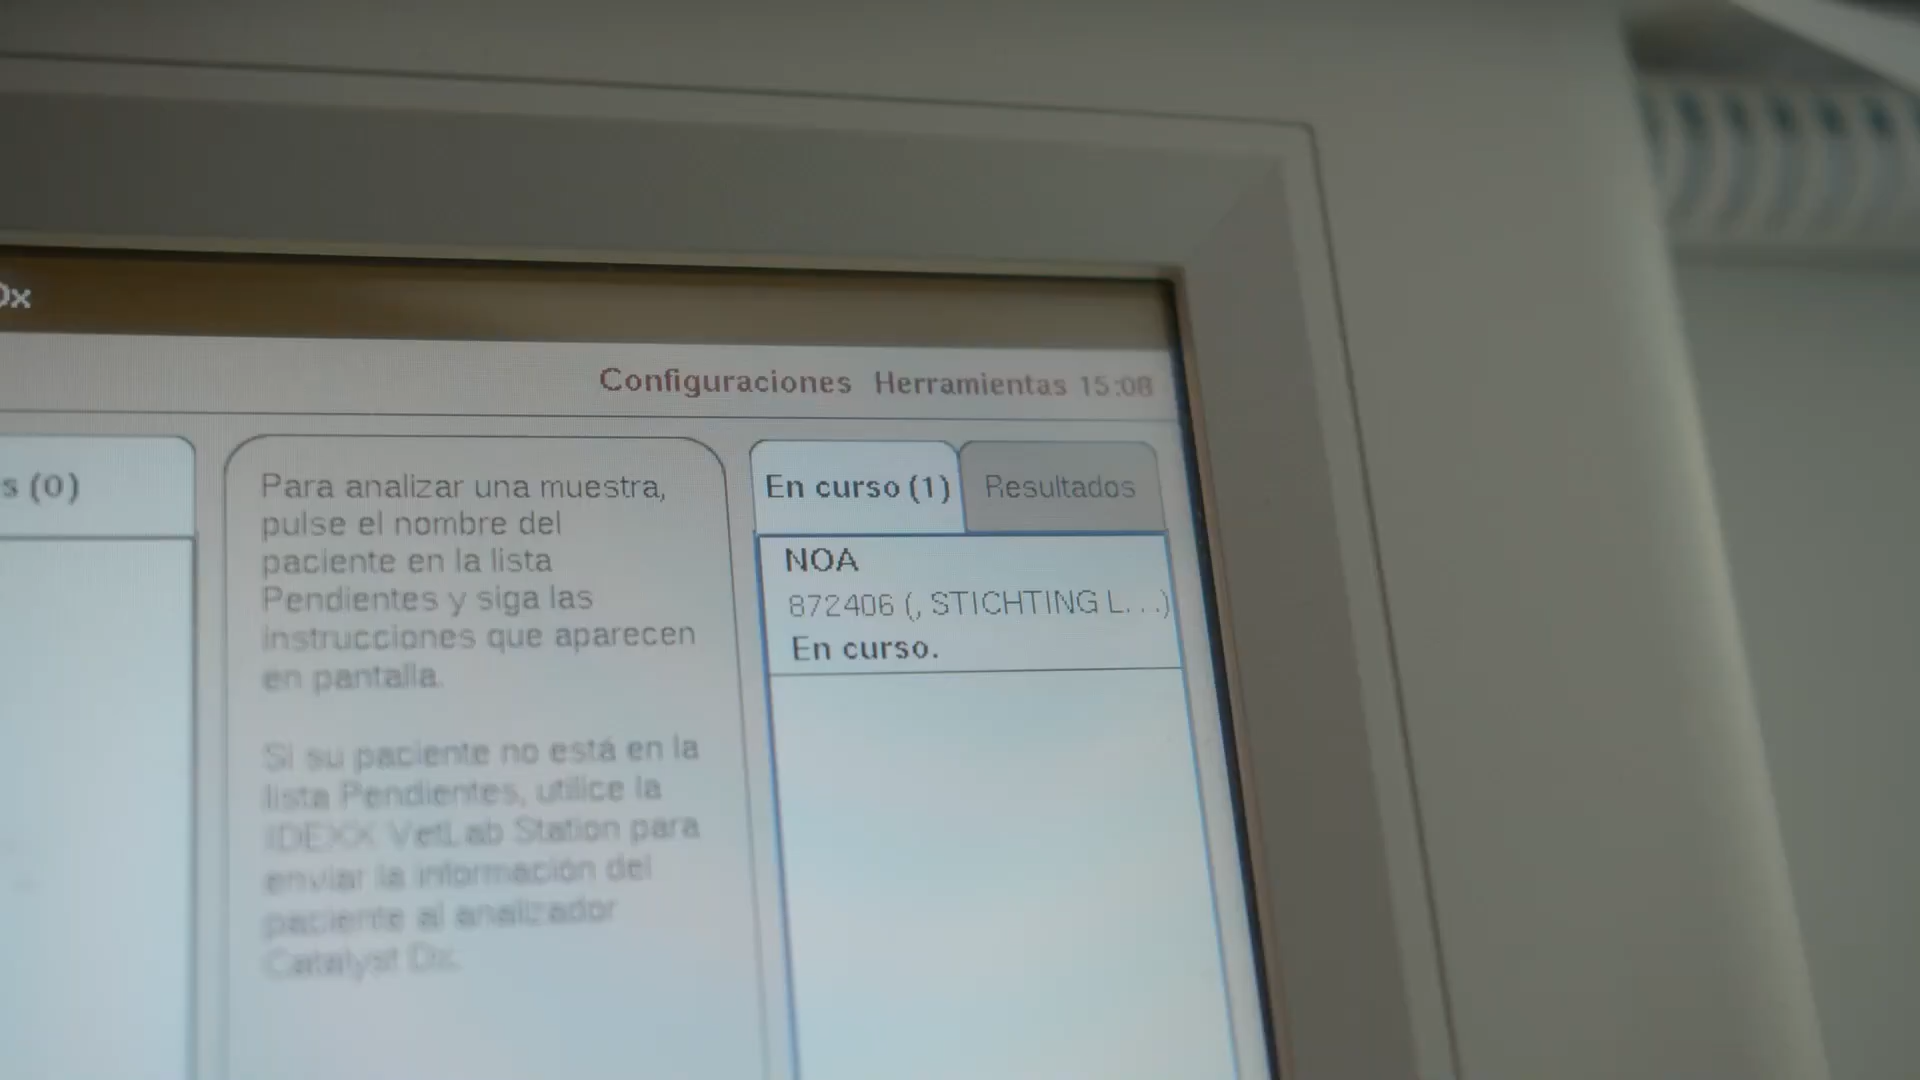 Dx
Configuraciones Herramientas 15:08
s (0)
Para analizar una muestra,
pulse el nombre del
paciente en la lista
Pendientes y siga las
instrucciones que aparecen
en pantalla.
Si su paciente no está en la
lista Pendientes, utilice la
IDEXX VetLab Station para
enviar la información del
paciente al analizador
Catalyst Dx.
En curso (1) Resultados
NOA
872406 (, STICHTING L...)
En curso.